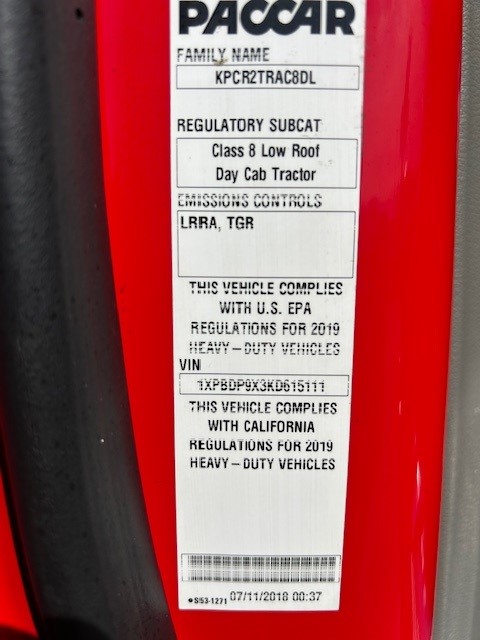 PACCAR
FAMILY NAME
KPCR2TRAC8DL
REGULATORY SUBCAT
Class 8 Low Roof
Day Cab Tractor
EMISSIONS CONTROLS
LRRA, TGR
THIS VEHICLE COMPLIES
WITH U.S. EPA
REGULATIONS FOR 2019
HEAVY-DUTY VEHICLES
VIN
1XPBDP9X3KD615111
THIS VEHICLE COMPLIES
WITH CALIFORNIA
REGULATIONS FOR 2019
HEAVY-DUTY VEHICLES
●S153-1271 07/11/2018 00:37